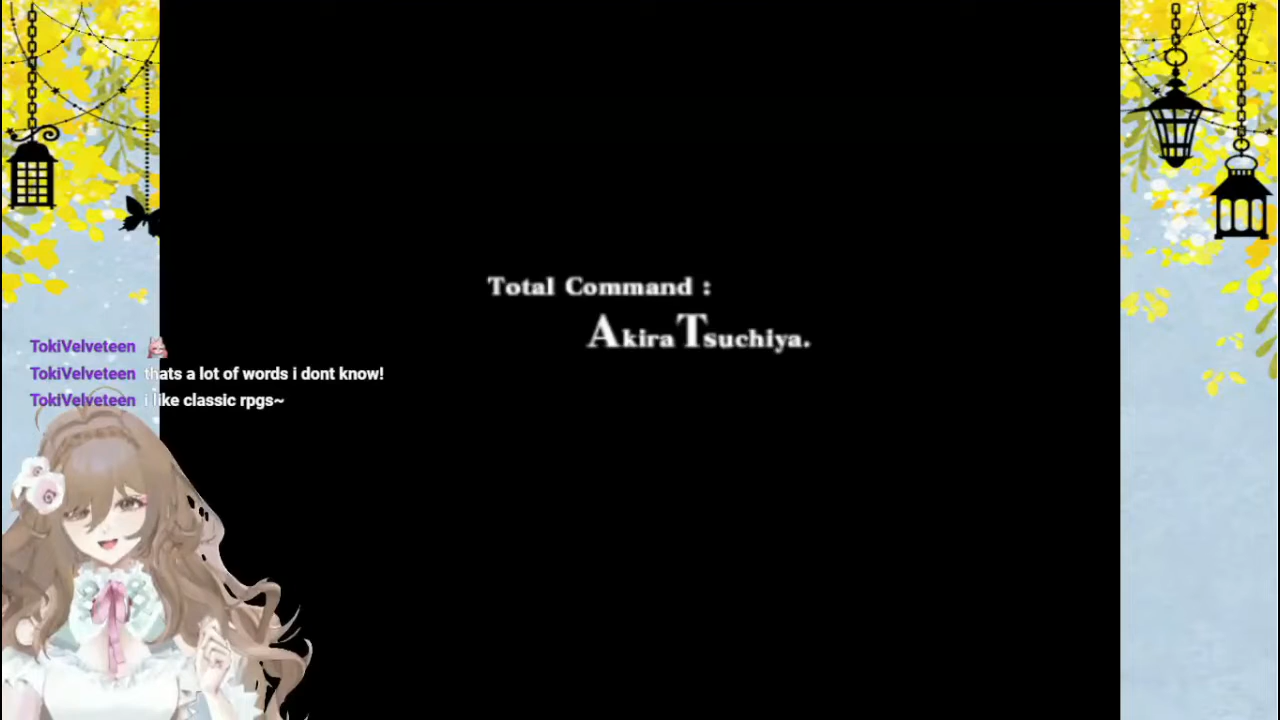 Total Command :
Akira Tsuchiya.
TokiVelveteen
TokiVelveteen thats a lot of words i dont know!
TokiVelveteen i like classic rpgs~